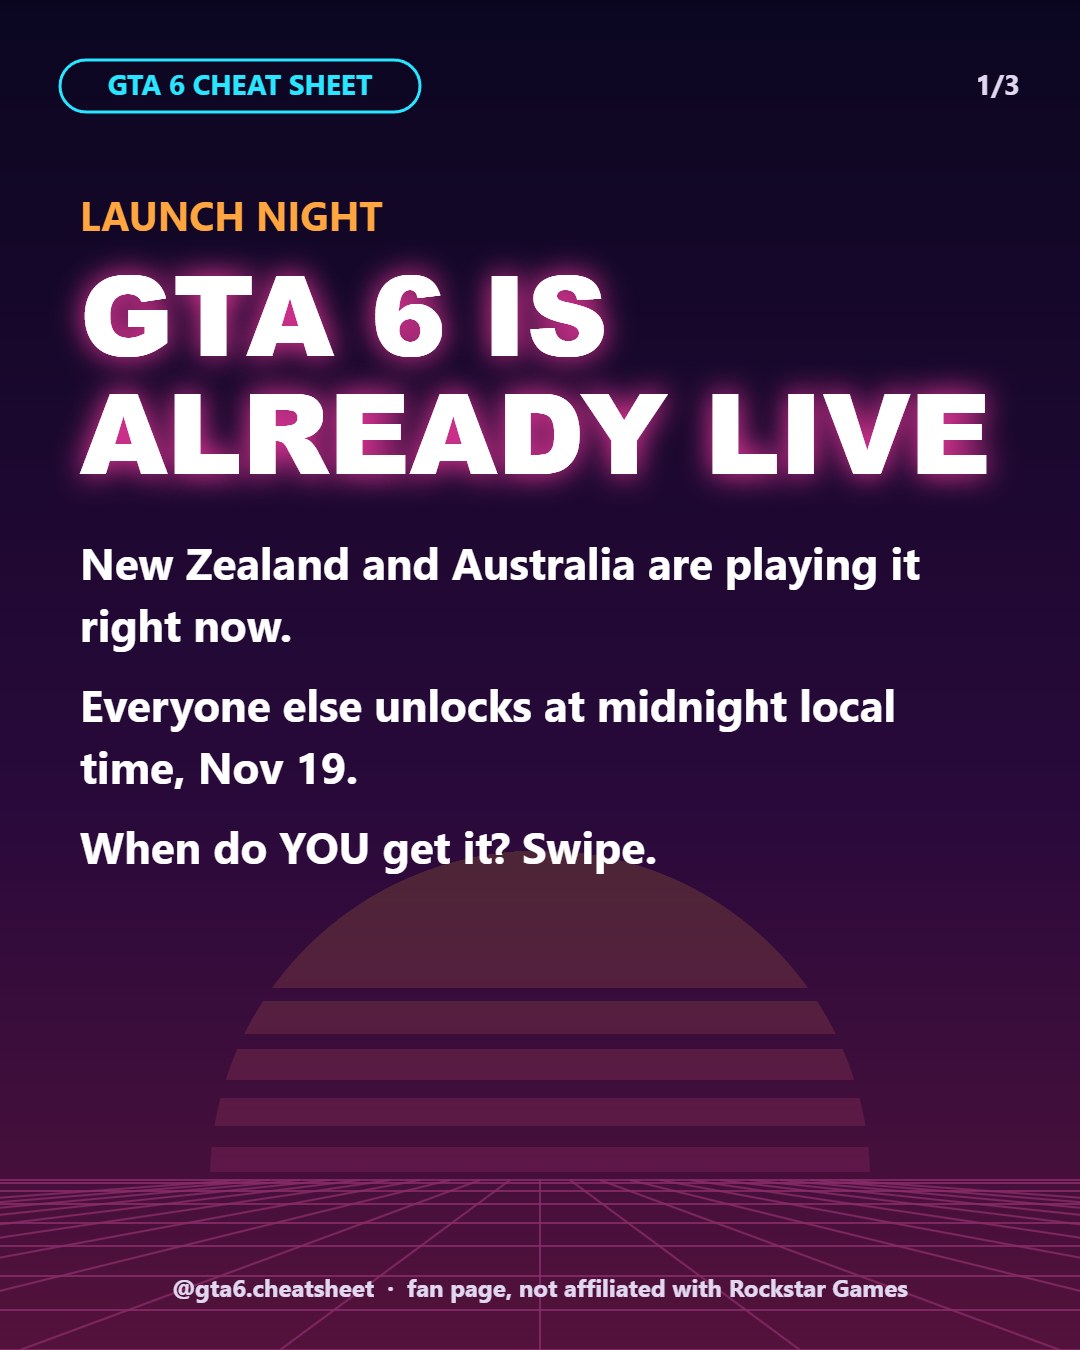 GTA 6 CHEAT SHEET
1/3
LAUNCH NIGHT
GTA 6 IS
ALREADY LIVE
New Zealand and Australia are playing it
right now.
Everyone else unlocks at midnight local
time, Nov 19.
When do YOU get it? Swipe.
@gta6.cheatsheet · fan page, not affiliated with Rockstar Games